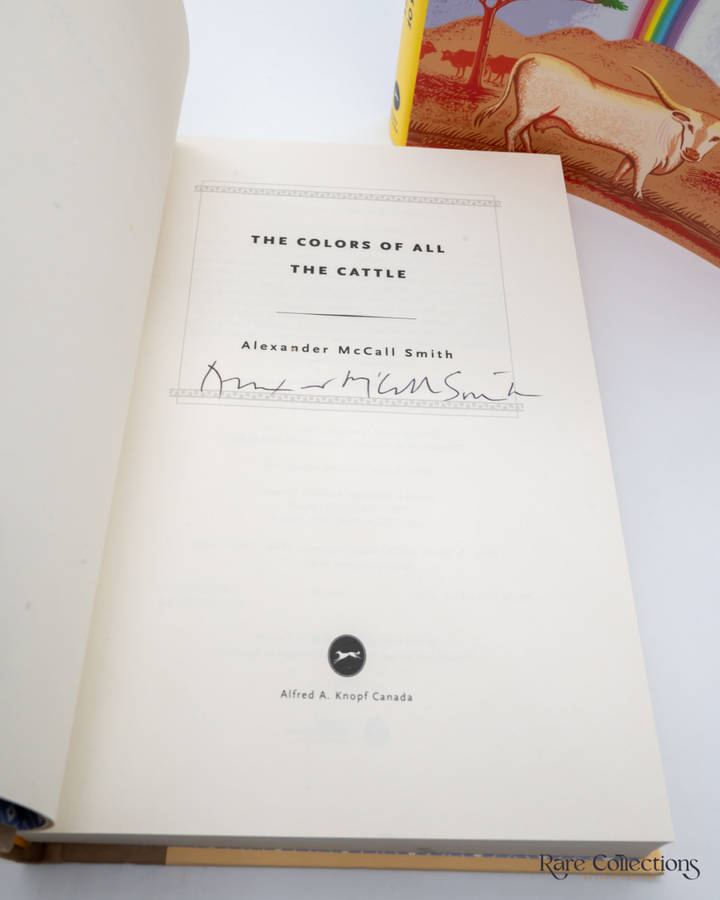 THE COLORS OF ALL
THE CATTLE
Alexander McCall Smith
Alexander McCall Smith
Alfred A. Knopf Canada
Rare Collections